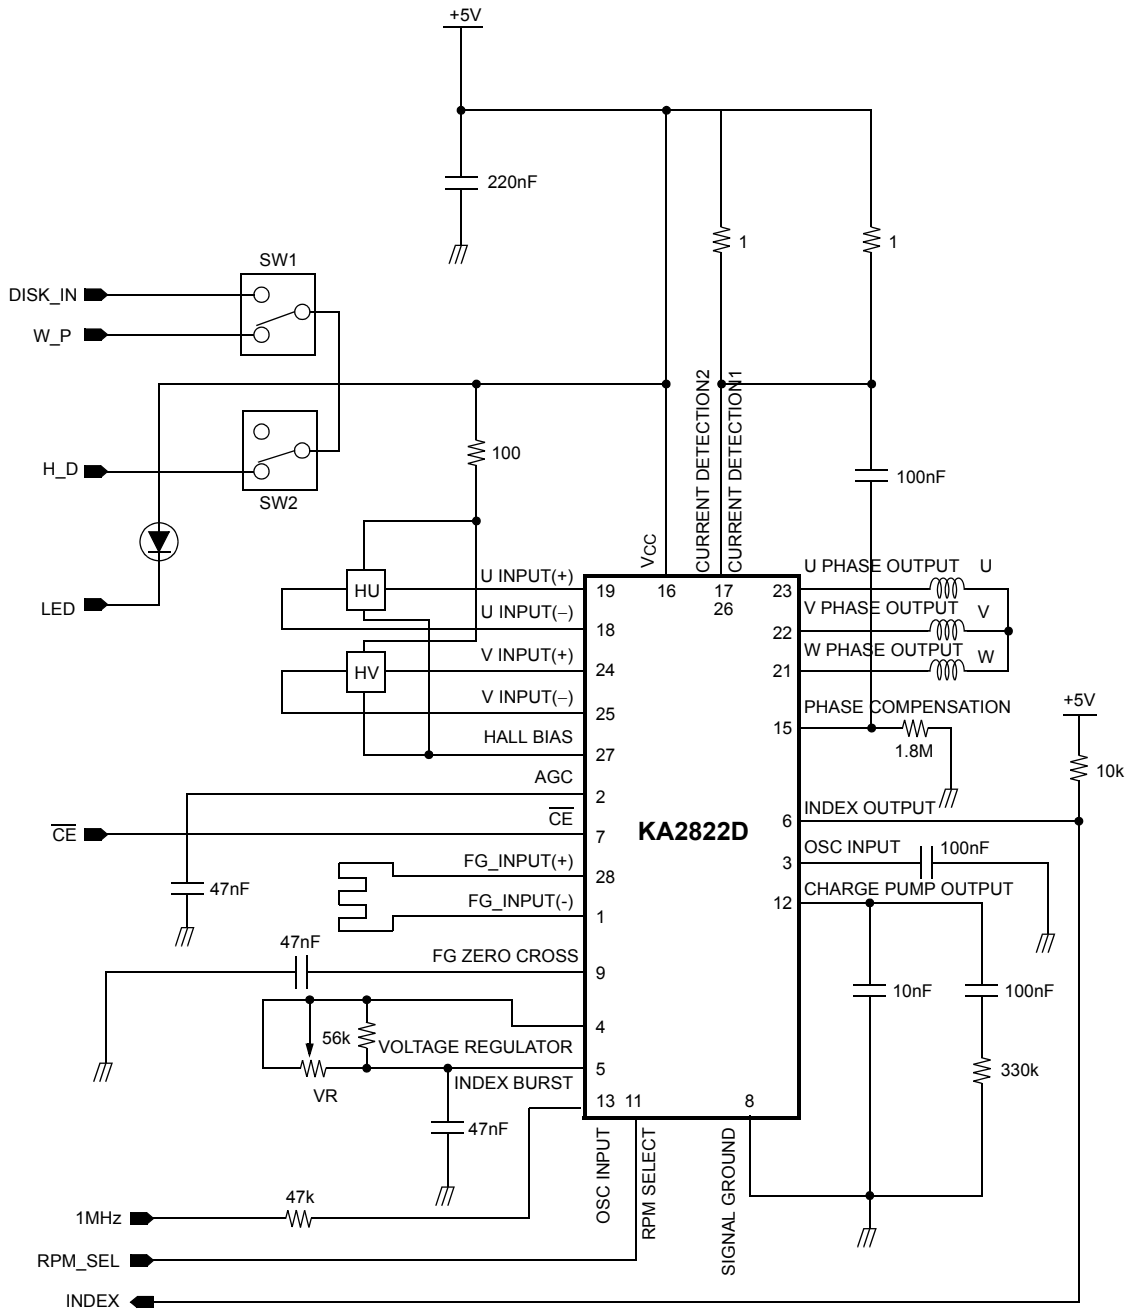 +5V
220nF
1
1
SW1
DISK_IN
W_P
CURRENT DETECTION2
CURRENT DETECTION1
H_D
SW2
100
100nF
VCC
LED
HU
U INPUT(+)
19
U INPUT(−)
18
HV
V INPUT(+)
24
V INPUT(−)
25
HALL BIAS
27
AGC
2
CE
CE
7
FG_INPUT(+)
28
47nF
FG_INPUT(-)
1
47nF
FG ZERO CROSS
9
4
56k
VOLTAGE REGULATOR
5
VR
INDEX BURST
47nF
16
17
26
KA2822D
U PHASE OUTPUT U
23
V PHASE OUTPUT V
22
W PHASE OUTPUT W
21
PHASE COMPENSATION
15
1.8M
+5V
10k
INDEX OUTPUT
6
OSC INPUT
3
100nF
CHARGE PUMP OUTPUT
12
10nF
100nF
330k
13
11
8
OSC INPUT
RPM SELECT
SIGNAL GROUND
47k
1MHz
RPM_SEL
INDEX